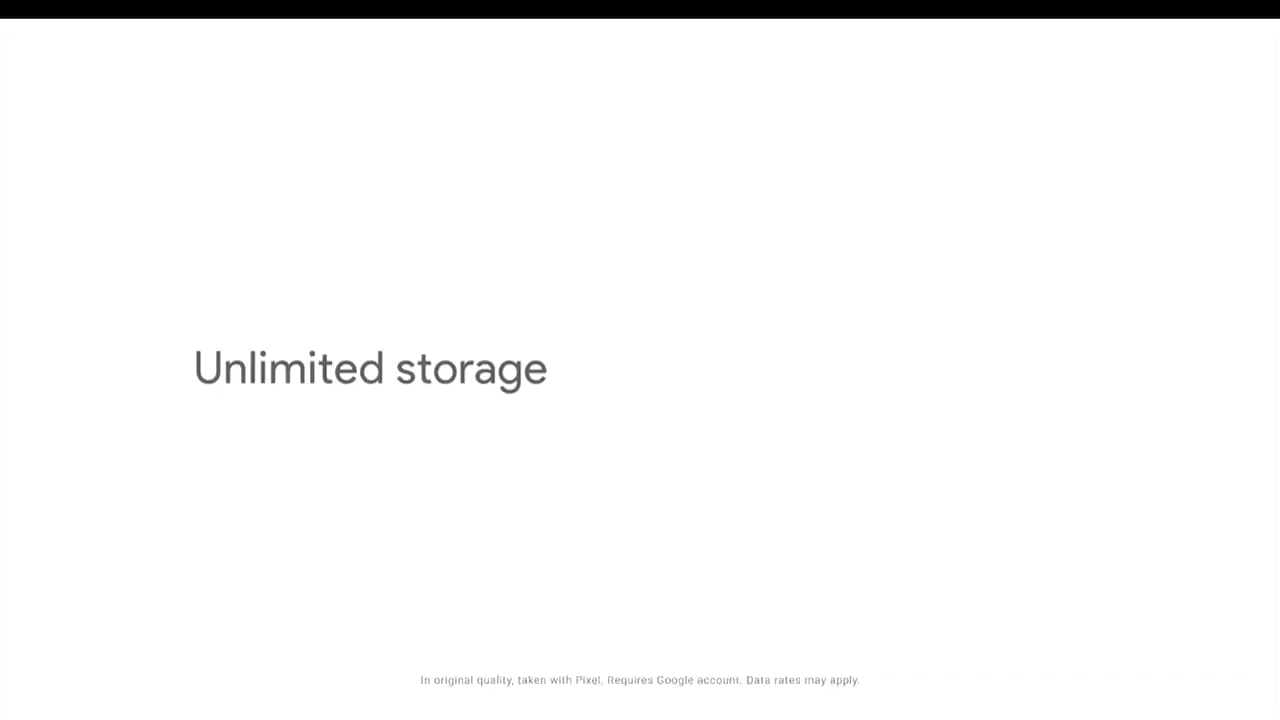 Unlimited storage
In original quality, taken with Pixel. Requires Google account. Data rates may apply.